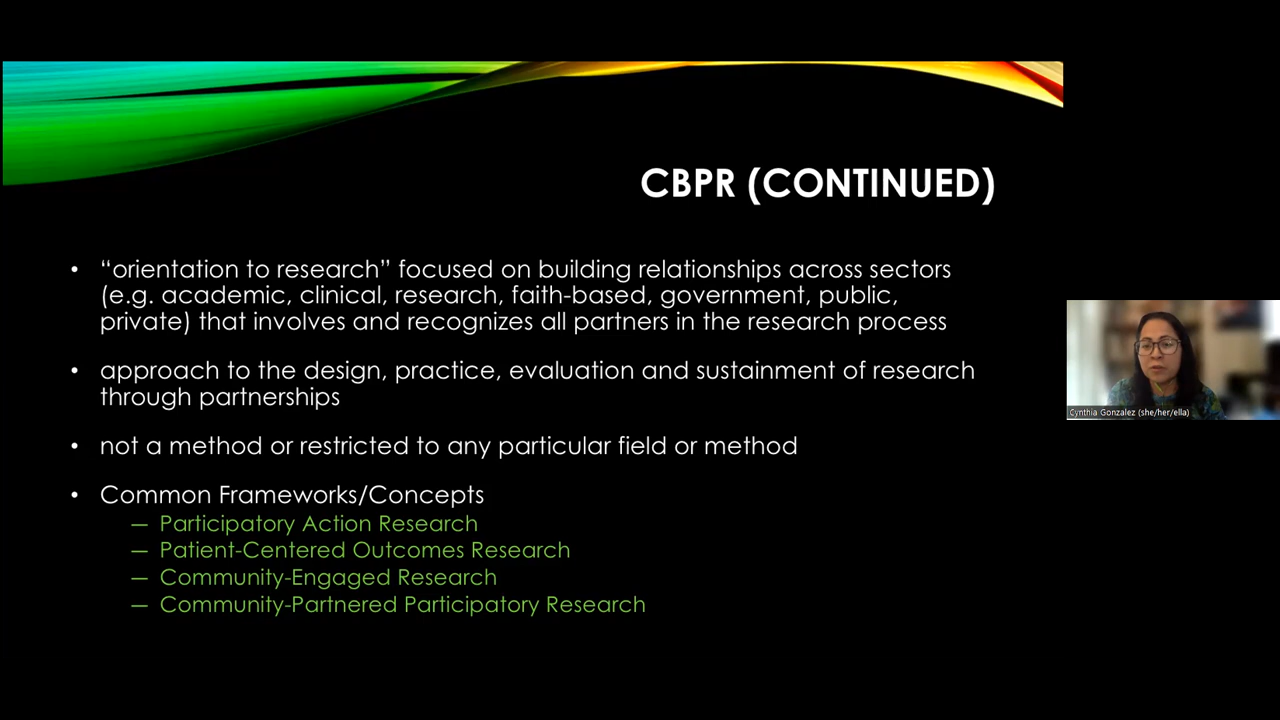 CBPR (CONTINUED)
• “orientation to research” focused on building relationships across sectors
(e.g. academic, clinical, research, faith-based, government, public,
private) that involves and recognizes all partners in the research process
• approach to the design, practice, evaluation and sustainment of research
through partnerships
• not a method or restricted to any particular field or method
• Common Frameworks/Concepts
— Participatory Action Research
— Patient-Centered Outcomes Research
— Community-Engaged Research
— Community-Partnered Participatory Research
Cynthia Gonzalez (she/her/ella)